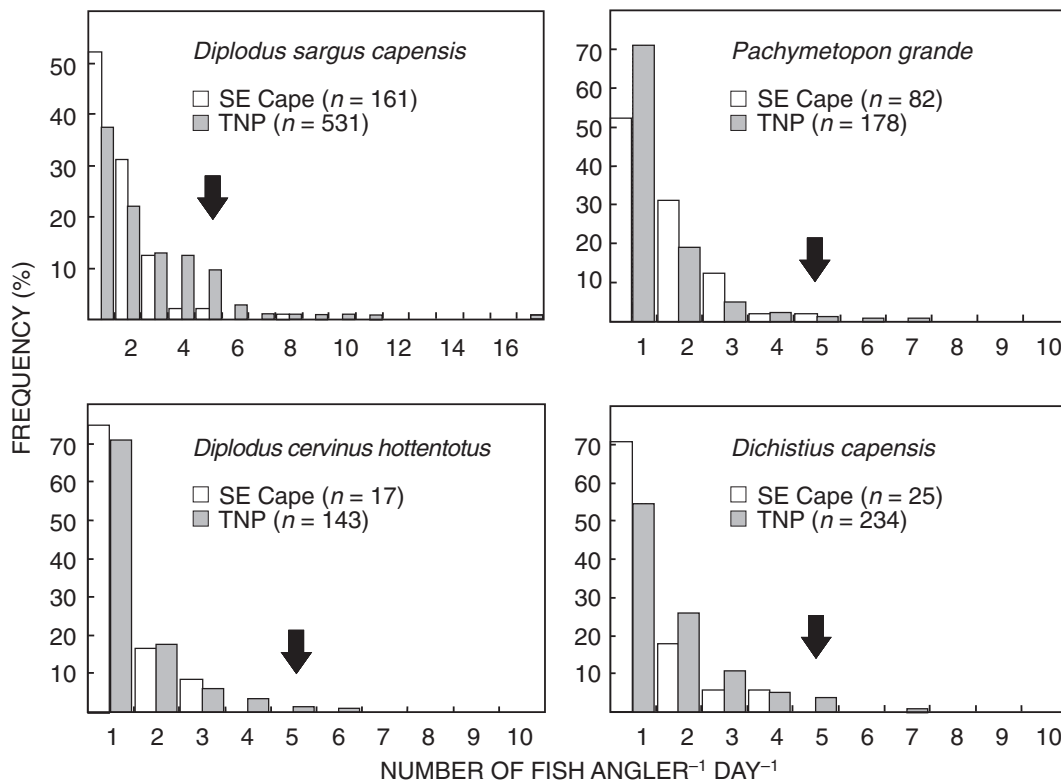 Diplodus sargus capensis
SE Cape (n = 161)
TNP (n = 531)
50
40
30
20
10
2 4 6 8 10 12 14 16
Pachymetopon grande
SE Cape (n = 82)
TNP (n = 178)
70
60
50
40
30
20
10
1 2 3 4 5 6 7 8 9 10
FREQUENCY (%)
Diplodus cervinus hottentotus
SE Cape (n = 17)
TNP (n = 143)
70
60
50
40
30
20
10
1 2 3 4 5 6 7 8 9 10
Dichistius capensis
SE Cape (n = 25)
TNP (n = 234)
70
60
50
40
30
20
10
1 2 3 4 5 6 7 8 9 10
NUMBER OF FISH ANGLER⁻¹ DAY⁻¹